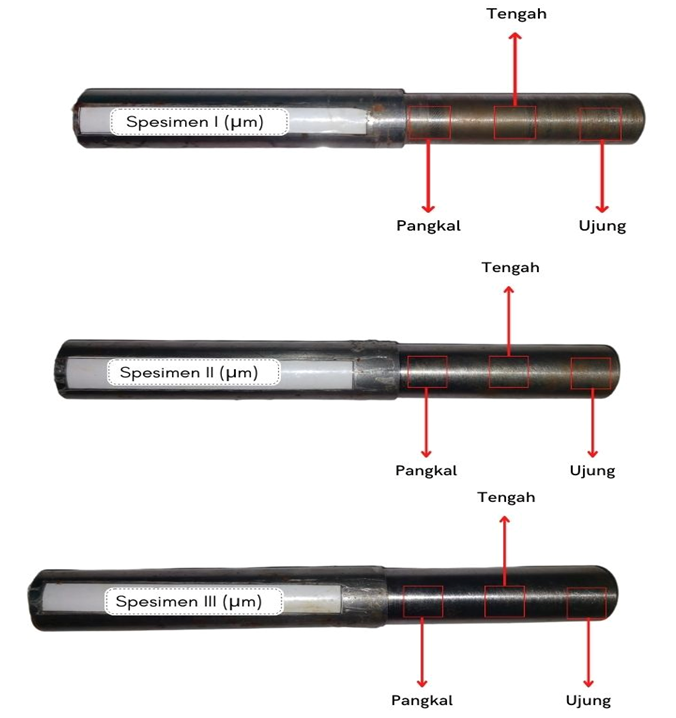 Tengah
Spesimen I (µm)
Pangkal
Ujung
Tengah
Spesimen II (µm)
Pangkal
Ujung
Tengah
Spesimen III (µm)
Pangkal
Ujung